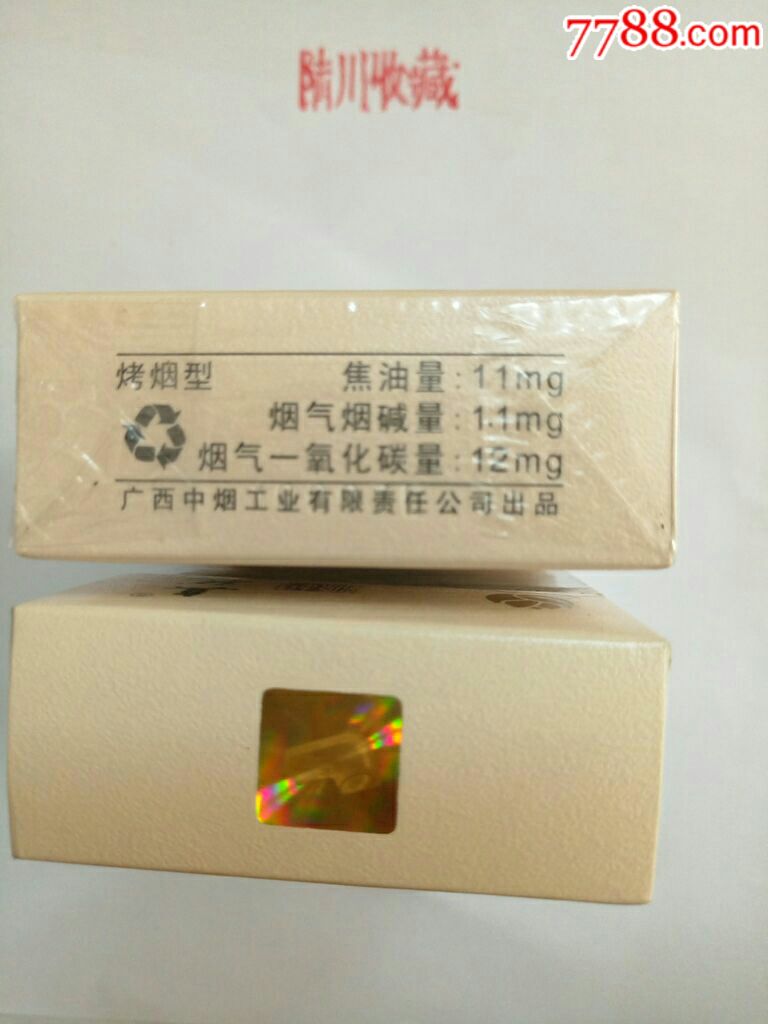 7788.com
陆川收藏
烤烟型 焦油量:11mg
烟气烟碱量:1.1mg
烟气一氧化碳量:12mg
广西中烟工业有限责任公司出品